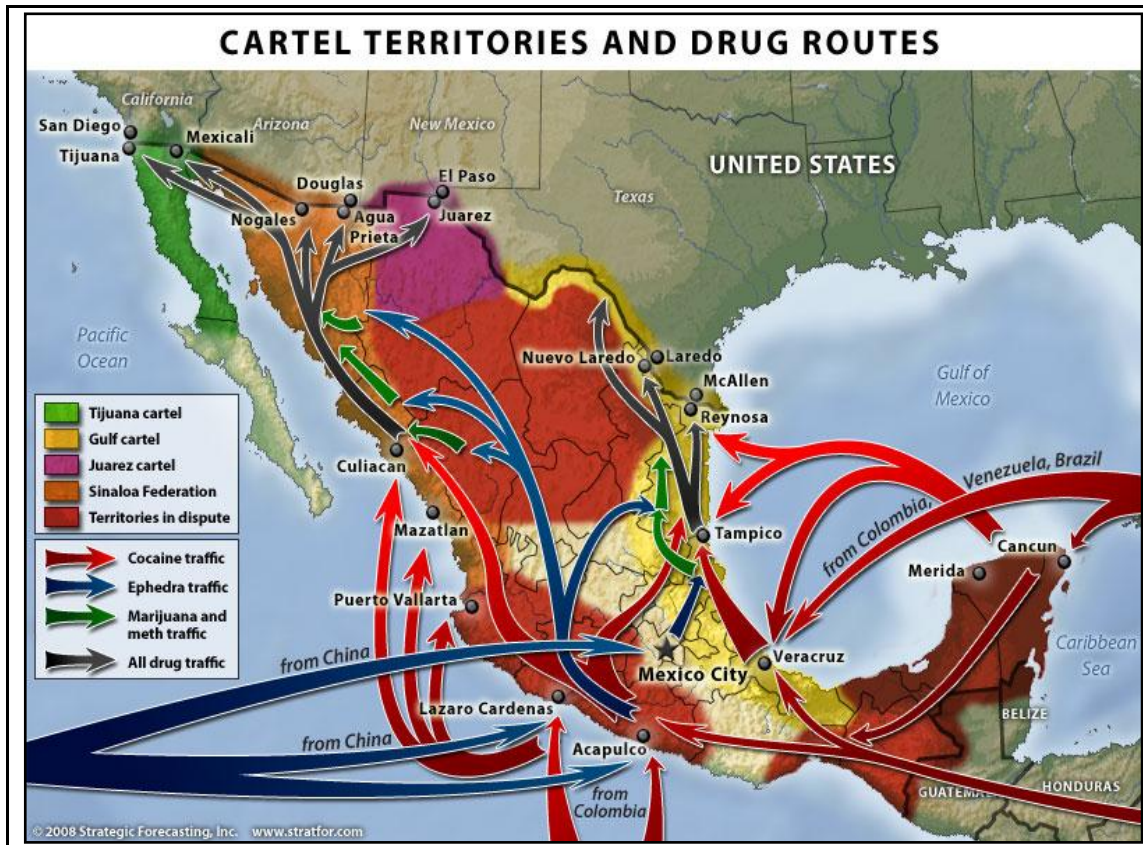 CARTEL TERRITORIES AND DRUG ROUTES
California
San Diego
Tijuana
Mexicali
Arizona
New Mexico
Douglas
Nogales
Agua
Prieta
El Paso
Juarez
UNITED STATES
Texas
Pacific
Ocean
Nuevo Laredo
Laredo
McAllen
Reynosa
Gulf of
Mexico
Tijuana cartel
Gulf cartel
Juarez cartel
Sinaloa Federation
Territories in dispute
Culiacan
Mazatlan
Tampico
from Colombia, Venezuela, Brazil
Cancun
Merida
Cocaine traffic
Ephedra traffic
Marijuana and
meth traffic
All drug traffic
Puerto Vallarta
from China
Mexico City
Veracruz
Caribbean
Sea
Lazaro Cardenas
from China
Acapulco
BELIZE
from
Colombia
GUATEMALA
HONDURAS
© 2008 Strategic Forecasting, Inc. www.stratfor.com